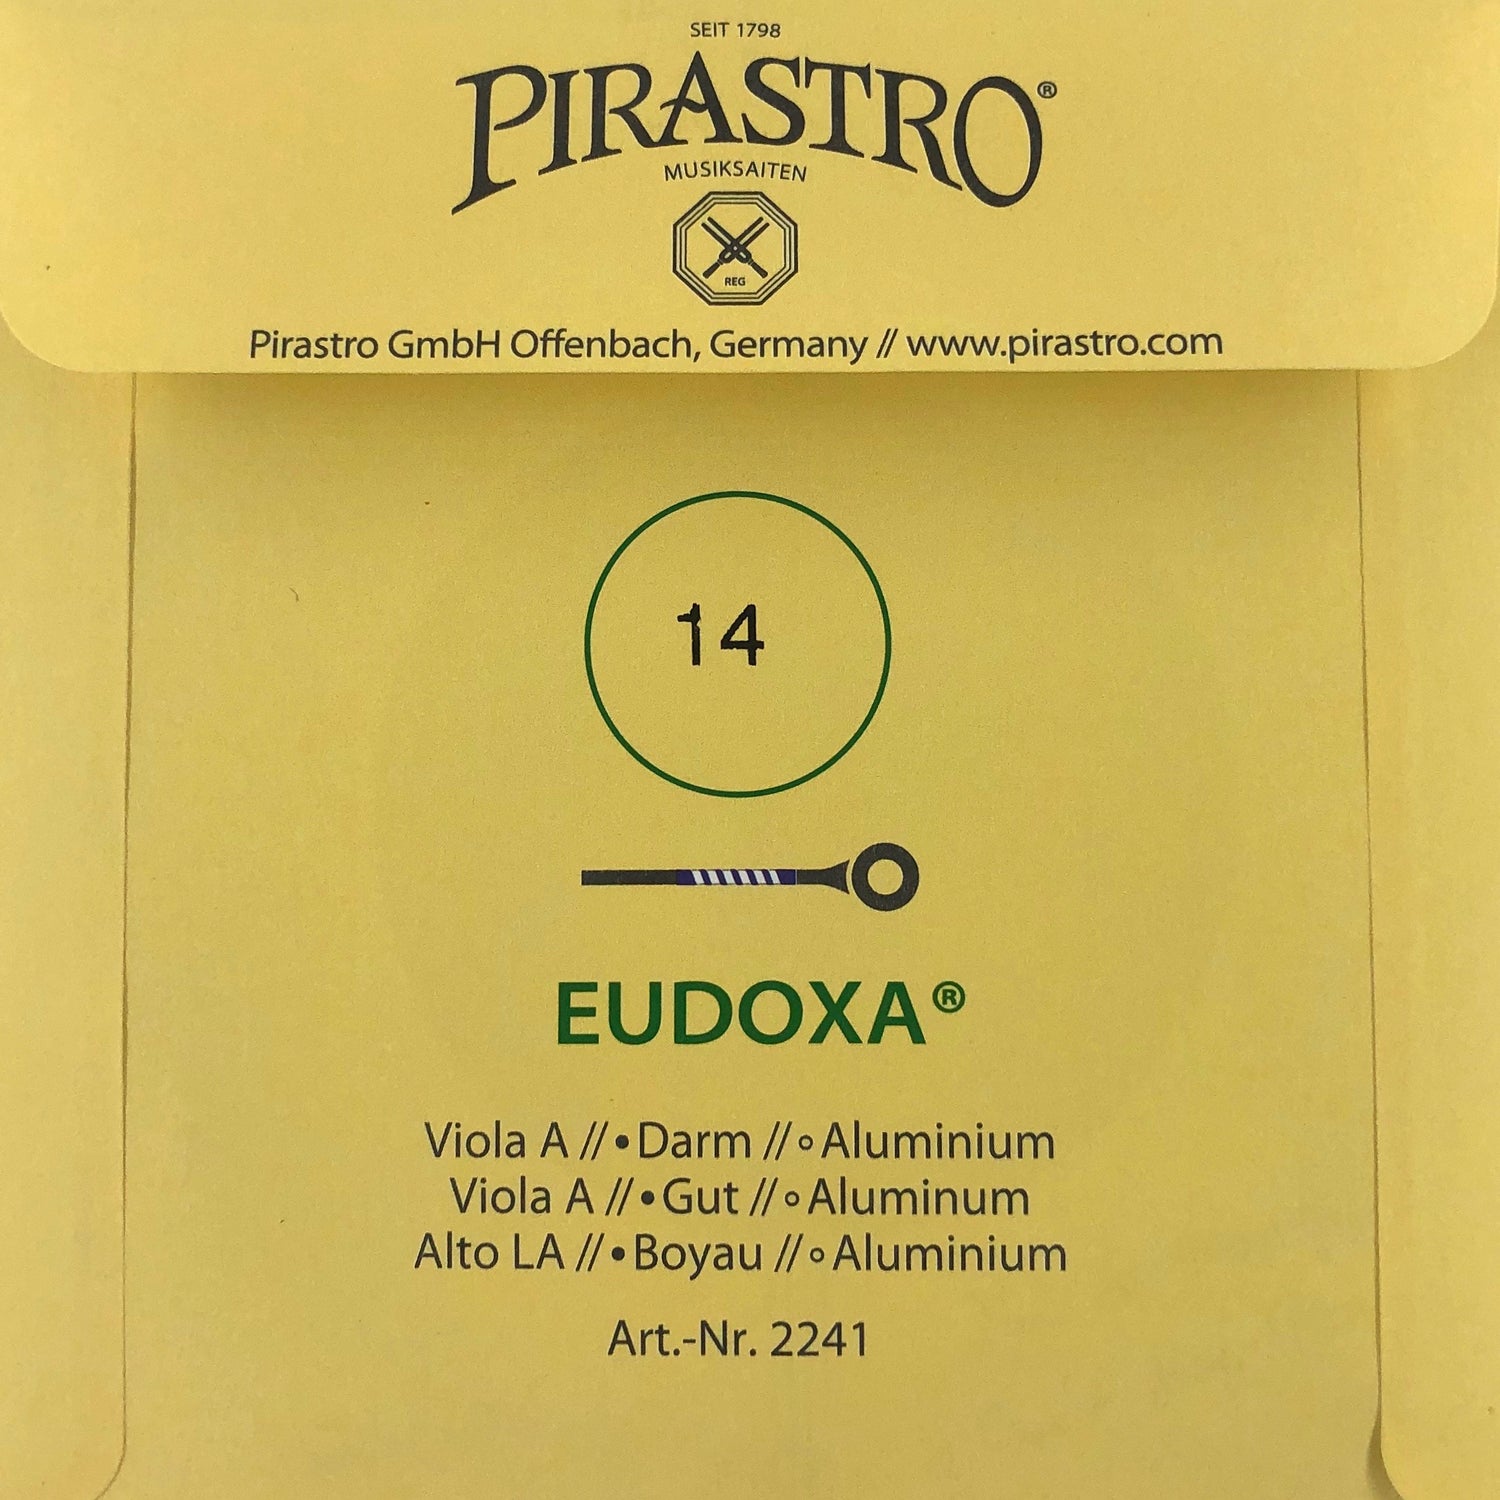 SEIT 1798
PIRASTRO®
MUSIKSAITEN
REG
Pirastro GmbH Offenbach, Germany // www.pirastro.com
14
EUDOXA®
Viola A //•Darm //∘Aluminium
Viola A //•Gut //∘Aluminum
Alto LA //•Boyau //∘Aluminium
Art.-Nr. 2241